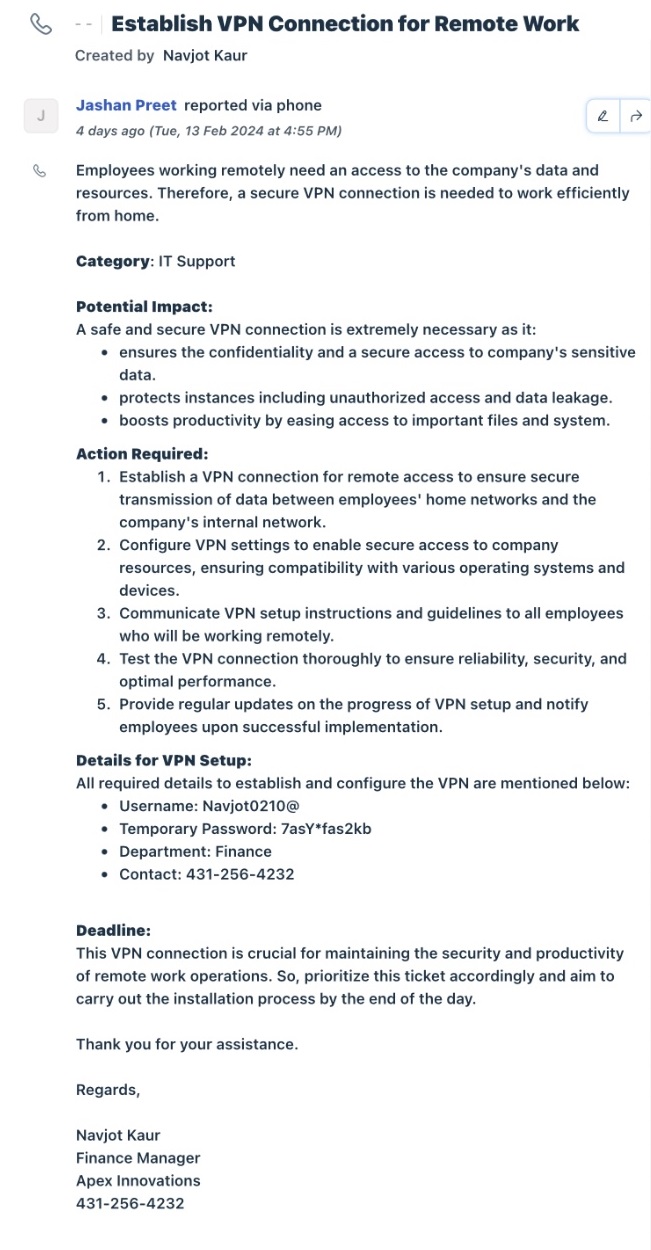 -- Establish VPN Connection for Remote Work
Created by Navjot Kaur
J
Jashan Preet reported via phone
4 days ago (Tue, 13 Feb 2024 at 4:55 PM)
Employees working remotely need an access to the company's data and
resources. Therefore, a secure VPN connection is needed to work efficiently
from home.
Category: IT Support
Potential Impact:
A safe and secure VPN connection is extremely necessary as it:
• ensures the confidentiality and a secure access to company's sensitive
data.
• protects instances including unauthorized access and data leakage.
• boosts productivity by easing access to important files and system.
Action Required:
1. Establish a VPN connection for remote access to ensure secure
transmission of data between employees' home networks and the
company's internal network.
2. Configure VPN settings to enable secure access to company
resources, ensuring compatibility with various operating systems and
devices.
3. Communicate VPN setup instructions and guidelines to all employees
who will be working remotely.
4. Test the VPN connection thoroughly to ensure reliability, security, and
optimal performance.
5. Provide regular updates on the progress of VPN setup and notify
employees upon successful implementation.
Details for VPN Setup:
All required details to establish and configure the VPN are mentioned below:
• Username: Navjot0210@
• Temporary Password: 7asY*fas2kb
• Department: Finance
• Contact: 431-256-4232
Deadline:
This VPN connection is crucial for maintaining the security and productivity
of remote work operations. So, prioritize this ticket accordingly and aim to
carry out the installation process by the end of the day.
Thank you for your assistance.
Regards,
Navjot Kaur
Finance Manager
Apex Innovations
431-256-4232